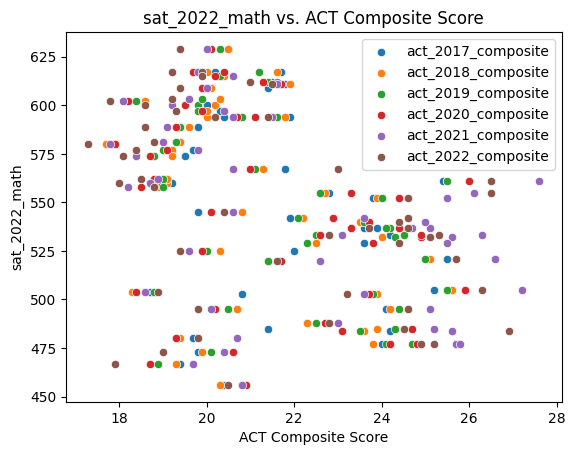 sat_2022_math vs. ACT Composite Score
sat_2022_math
625
600
575
550
525
500
475
450
act_2017_composite
act_2018_composite
act_2019_composite
act_2020_composite
act_2021_composite
act_2022_composite
18 20 22 24 26 28
ACT Composite Score